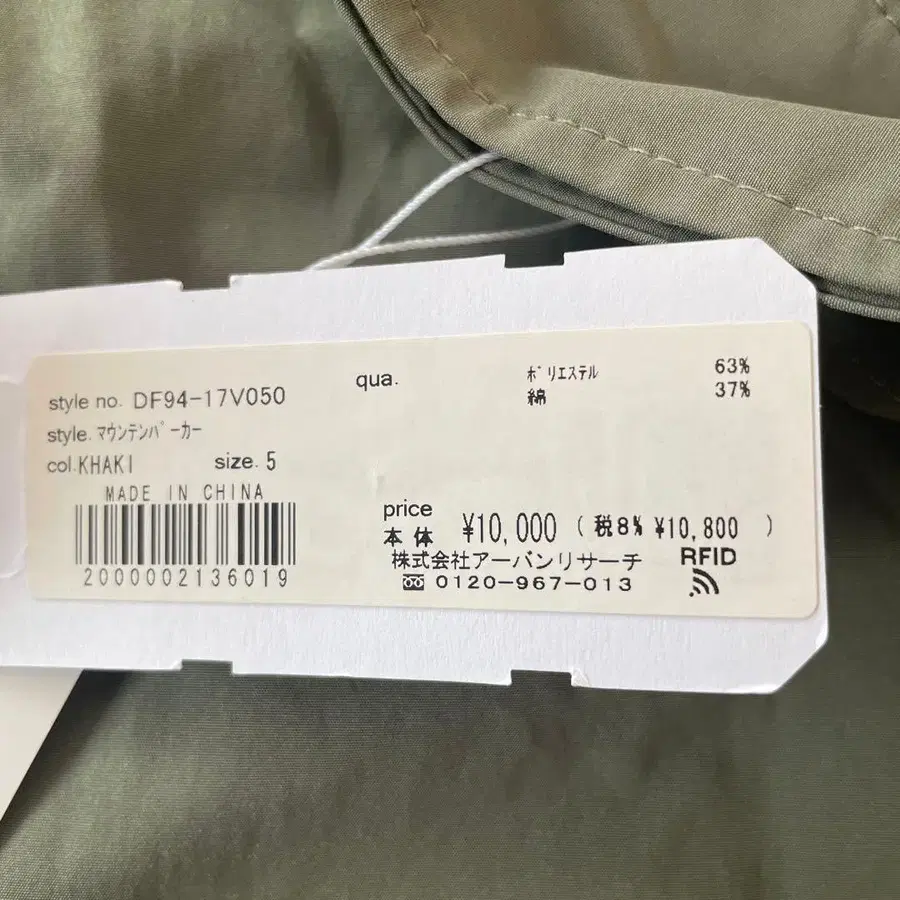 style no. DF94-17V050
style. マウンテンパーカー
col.KHAKI size.5
MADE IN CHINA
2000002136019
qua. ポリエステル 63%
綿 37%
price
本体 ¥10,000 ( 税8% ¥10,800 )
株式会社アーバンリサーチ
0120-967-013
RFID